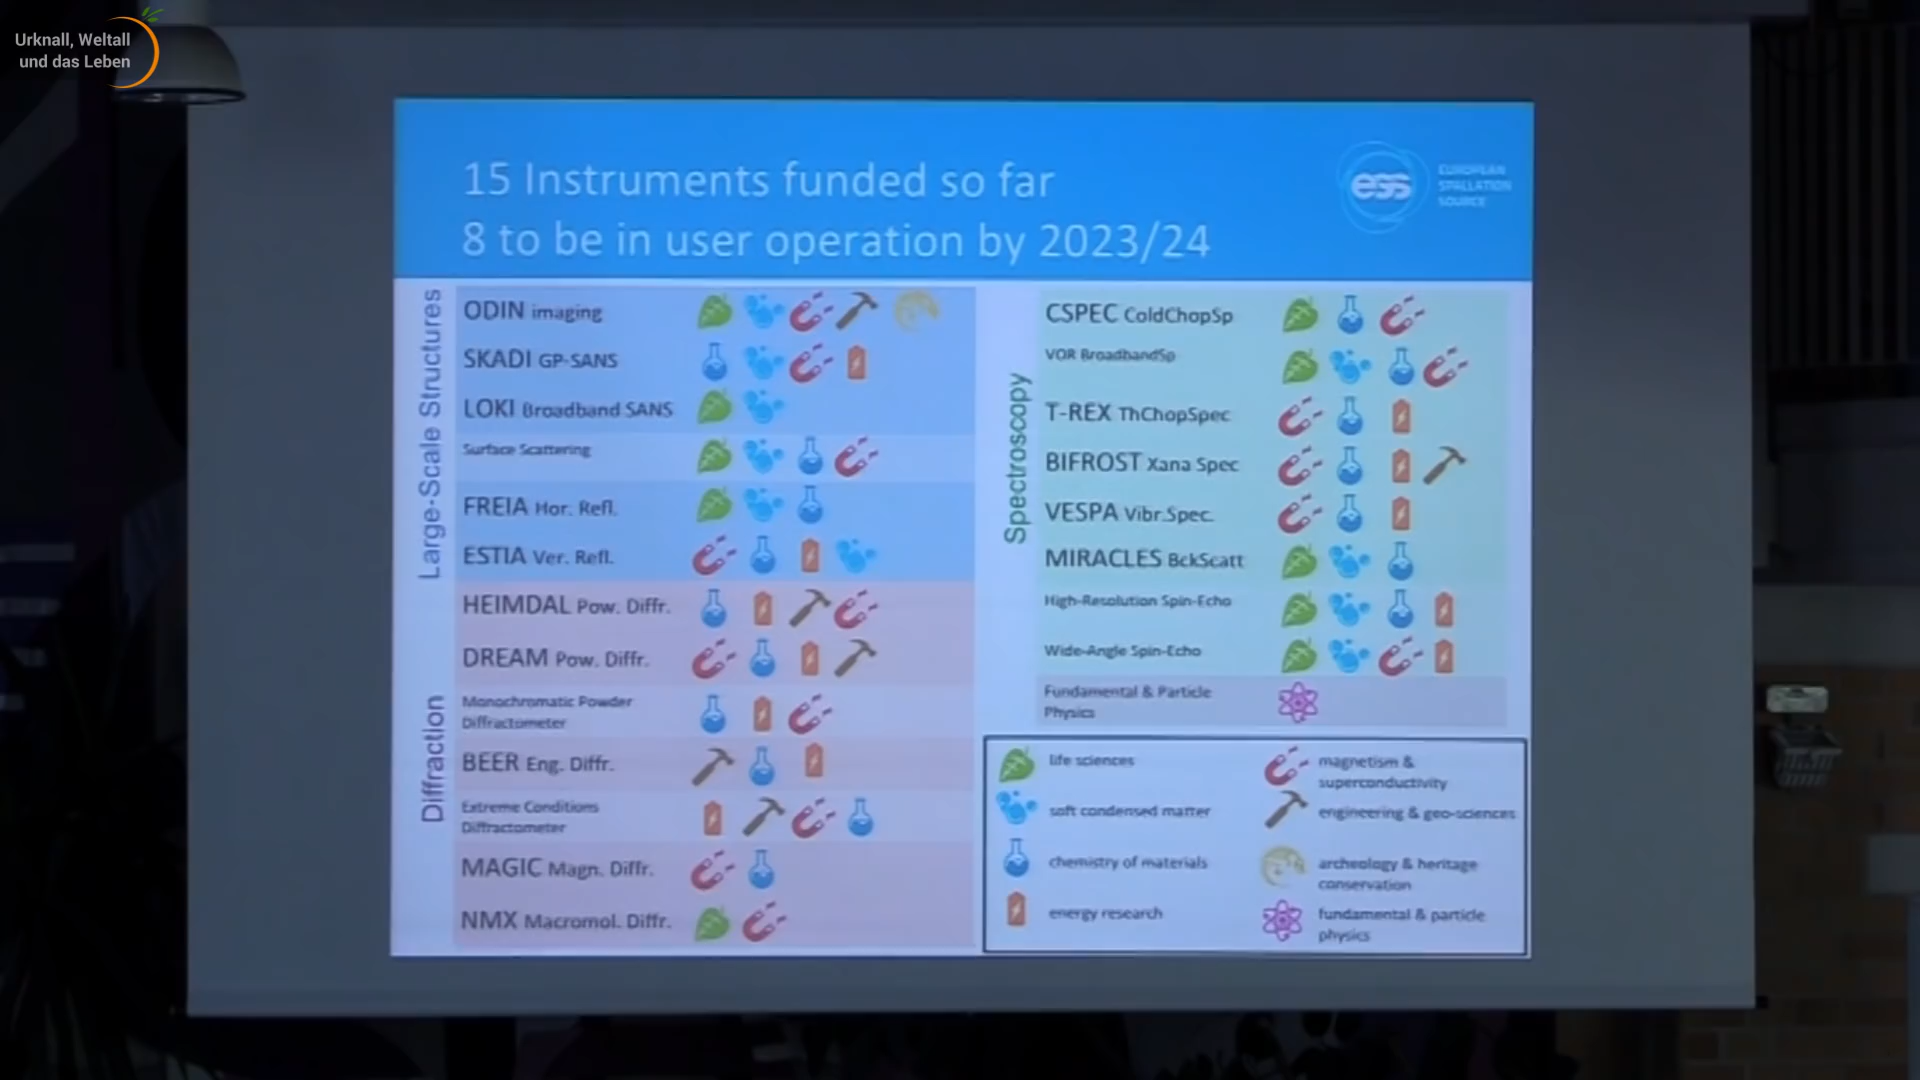 Urknall, Weltall
und das Leben
15 Instruments funded so far
8 to be in user operation by 2023/24
ess
EUROPEAN
SPALLATION
SOURCE
Large-Scale Structures
ODIN imaging
SKADI GP-SANS
LOKI Broadband SANS
Surface Scattering
FREIA Hor. Refl.
ESTIA Ver. Refl.
Diffraction
HEIMDAL Pow. Diffr.
DREAM Pow. Diffr.
Monochromatic Powder
Diffractometer
BEER Eng. Diffr.
Extreme Conditions
Diffractometer
MAGIC Magn. Diffr.
NMX Macromol. Diffr.
Spectroscopy
CSPEC ColdChopSp
VOR BroadbandSp
T-REX ThChopSpec
BIFROST Xana Spec
VESPA Vibr.Spec.
MIRACLES BckScatt
High-Resolution Spin-Echo
Wide-Angle Spin-Echo
Fundamental & Particle
Physics
life sciences
soft condensed matter
chemistry of materials
energy research
magnetism &
superconductivity
engineering & geo-sciences
archeology & heritage
conservation
fundamental & particle
physics